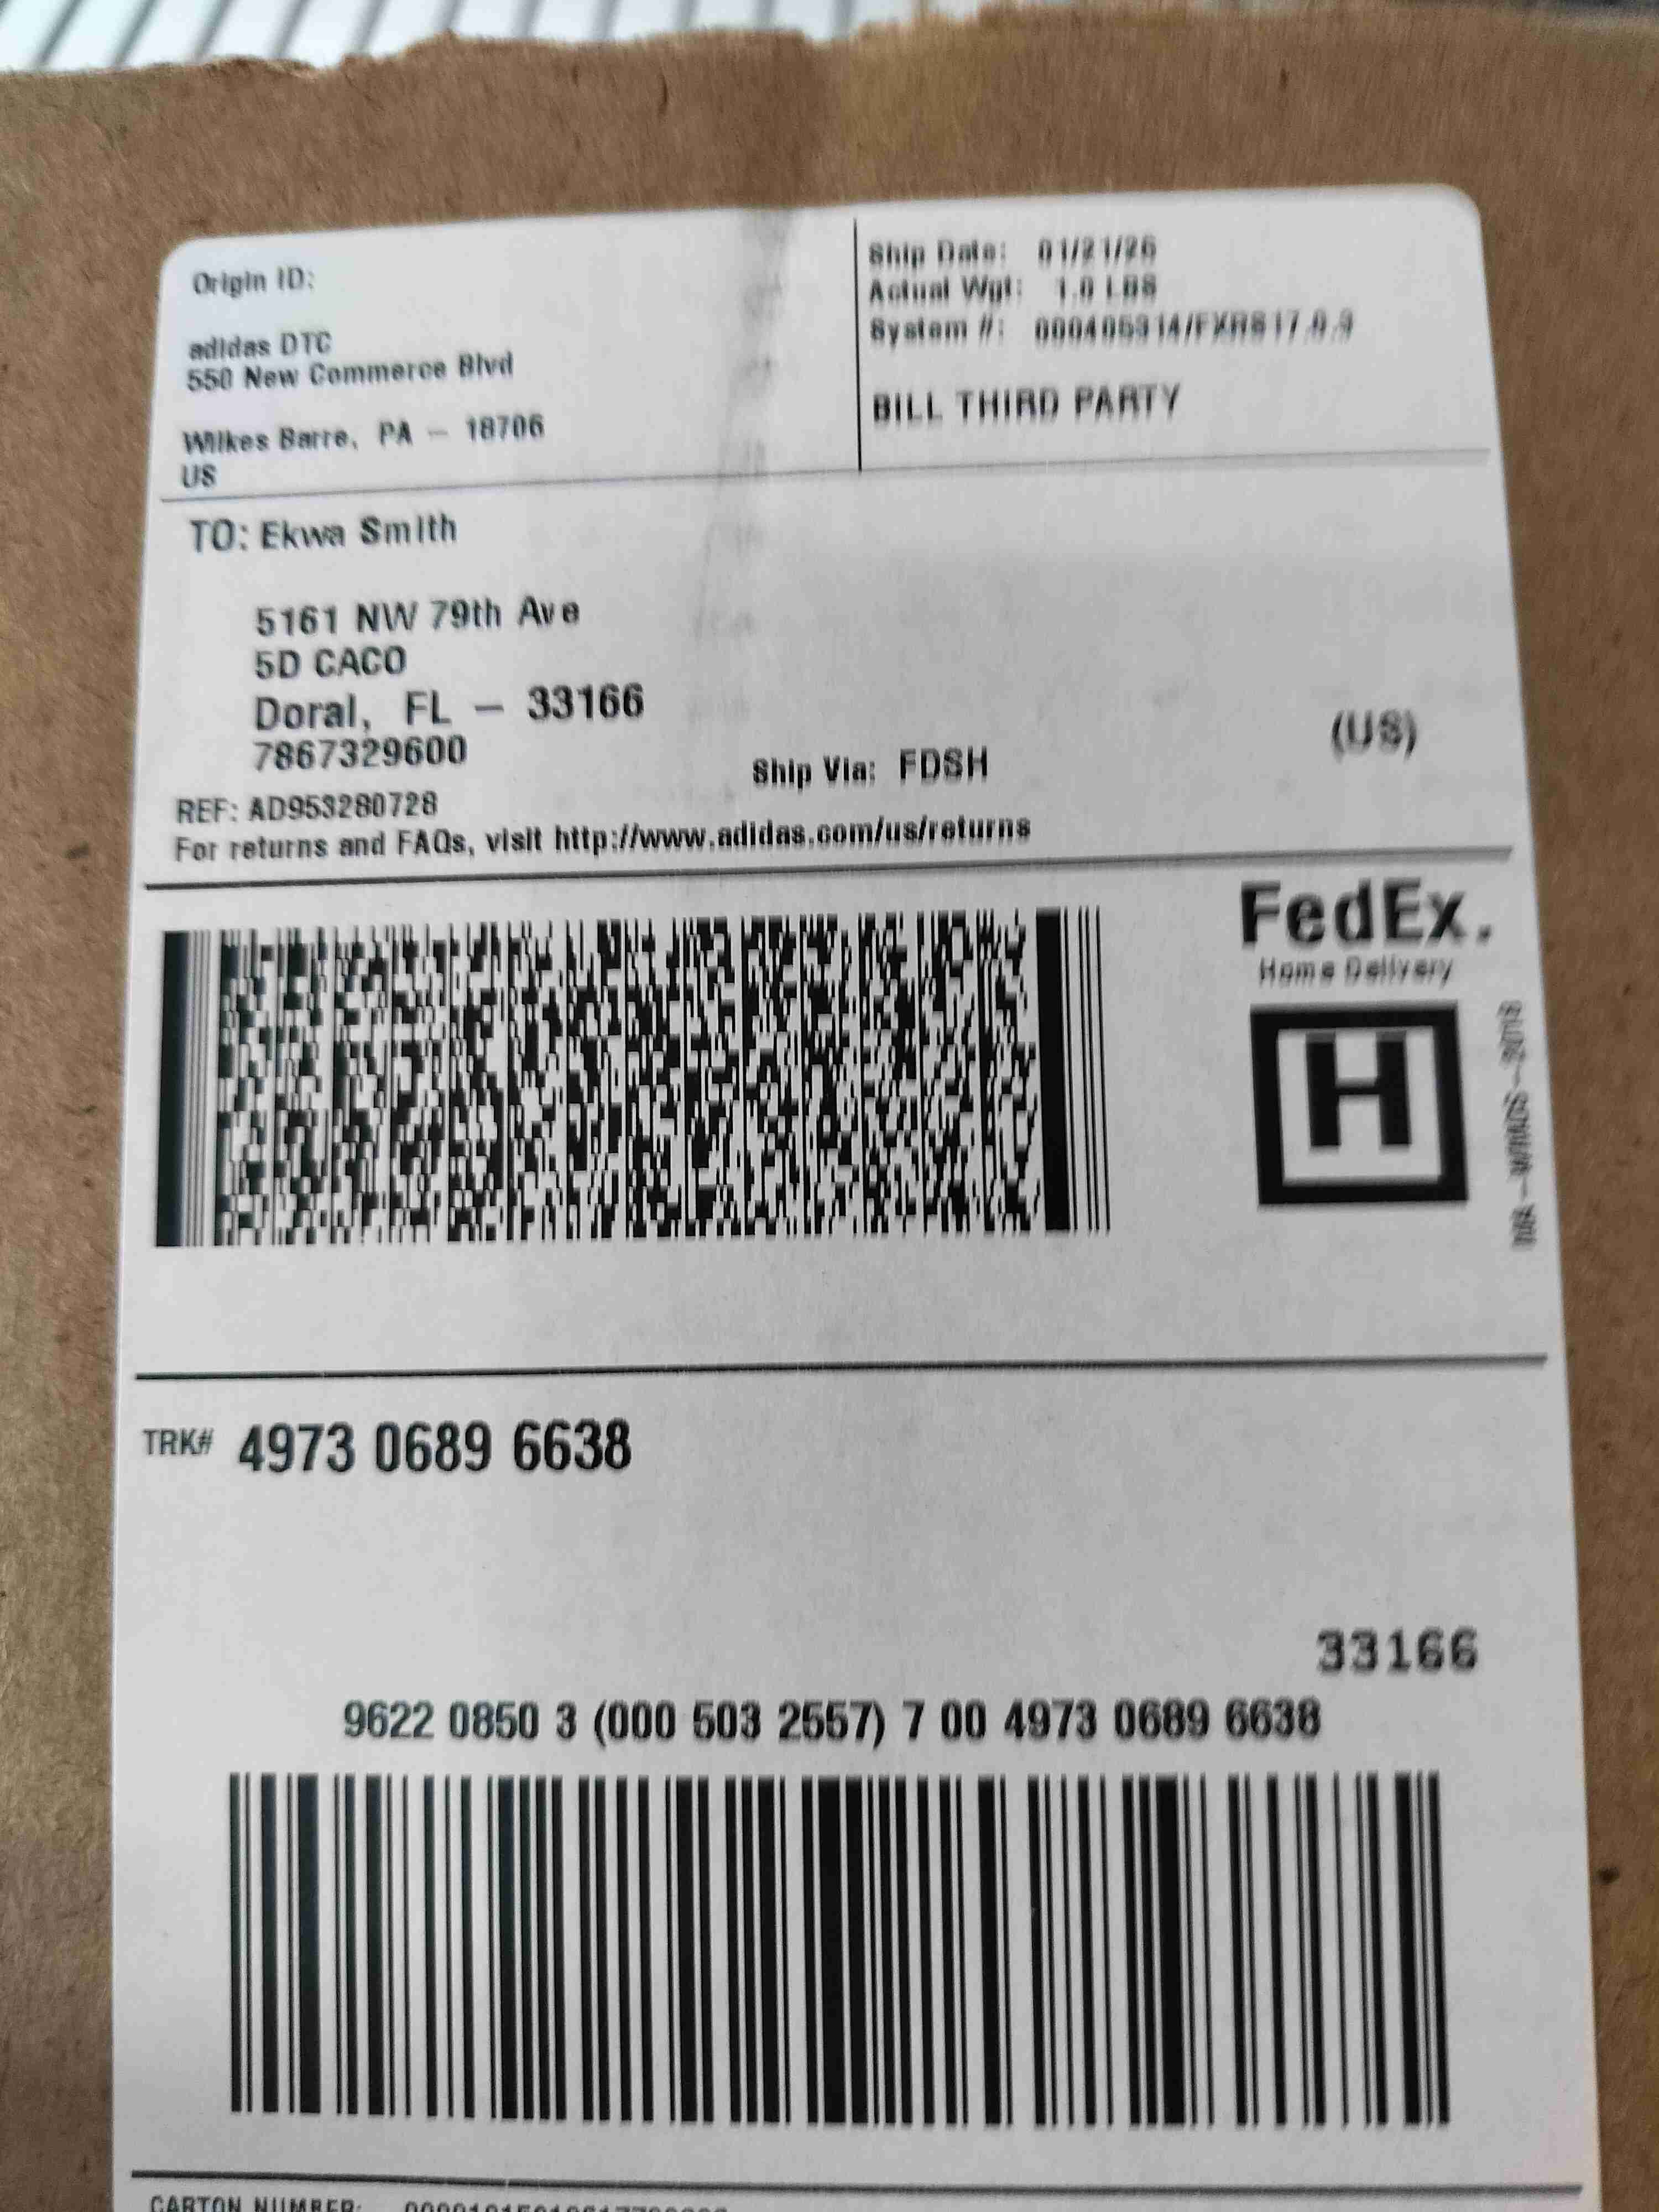 Origin ID:
adidas DTC
550 New Commerce Blvd
Wilkes Barre, PA - 18706
US
Ship Date: 01/21/26
Actual Wgt: 1.0 LBS
System #:
BILL THIRD PARTY
TO: Ekwa Smith
5161 NW 79th Ave
5D CACO
Doral, FL - 33166
7867329600
(US)
Ship Via: FDSH
REF: AD953280728
For returns and FAQs, visit http://www.adidas.com/us/returns
FedEx.
Home Delivery
H
TRK# 4973 0689 6638
33166
9622 0850 3 (000 503 2557) 7 00 4973 0689 6638
CARTON NUMBER: